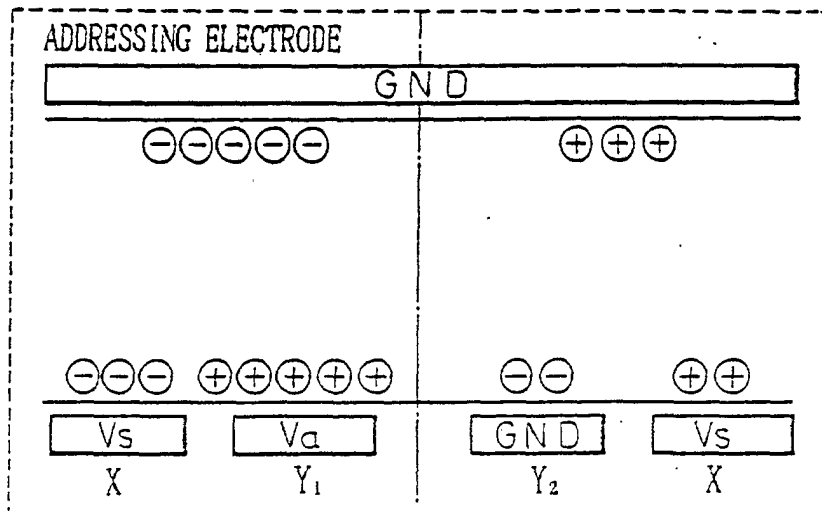 ADDRESSING ELECTRODE
GND
⊖⊖⊖⊖⊖ ⊕⊕⊕
⊖⊖⊖ ⊕⊕⊕⊕⊕ ⊖⊖ ⊕⊕
Vs Va GND Vs
X Y₁ Y₂ X